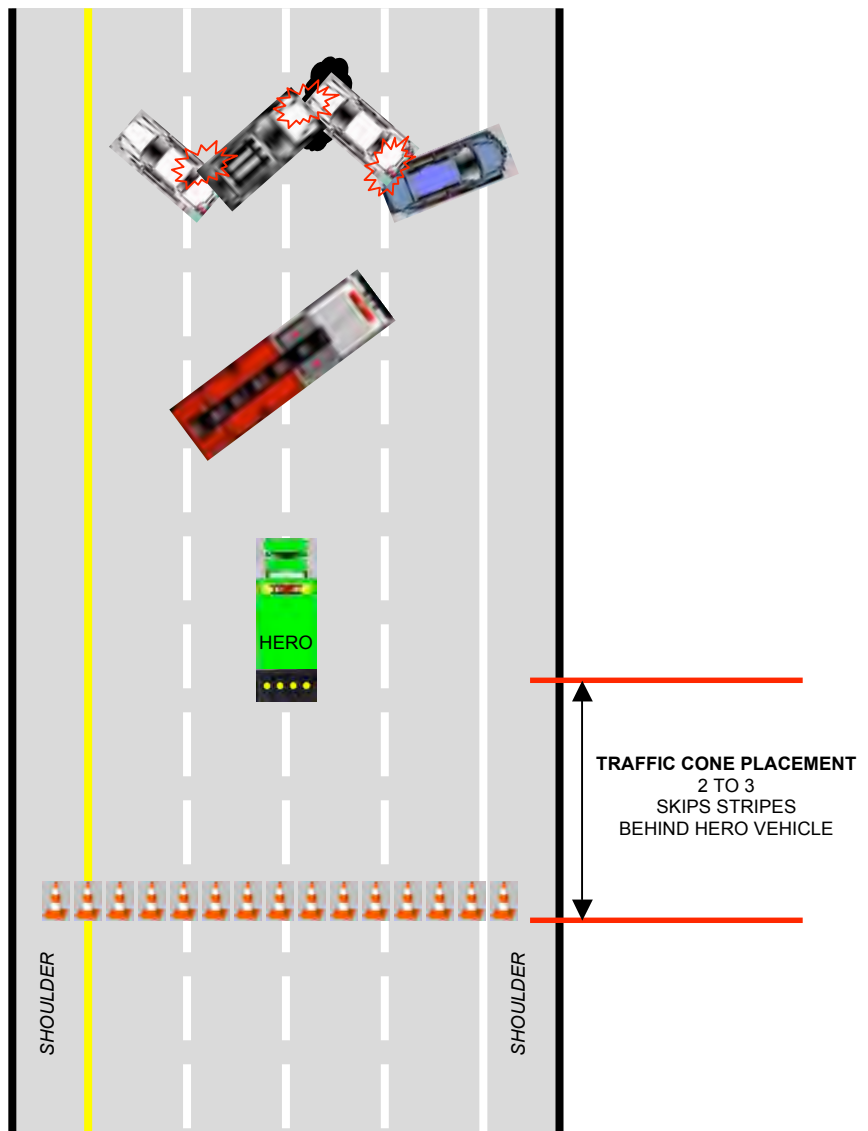 HERO
TRAFFIC CONE PLACEMENT
2 TO 3
SKIPS STRIPES
BEHIND HERO VEHICLE
SHOULDER
SHOULDER